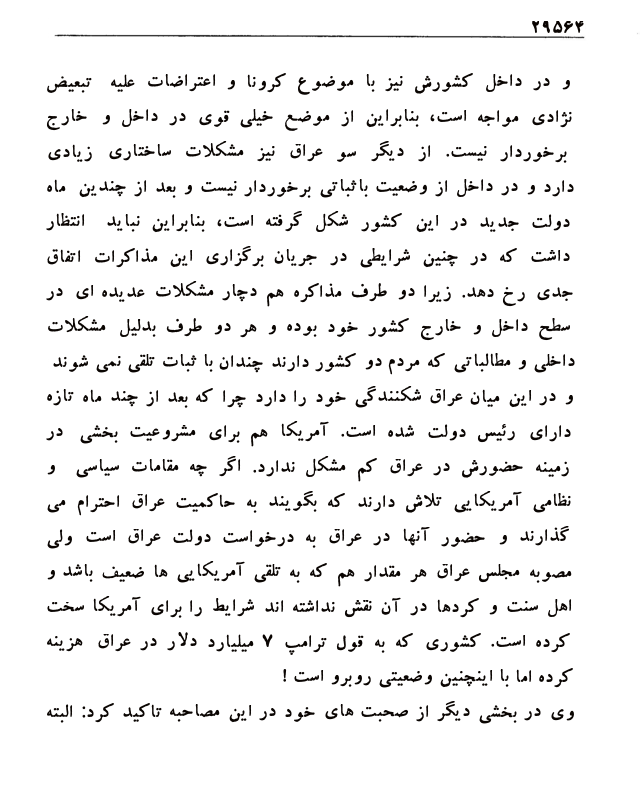 ۲۹۵۶۴
و در داخل کشورش نیز با موضوع کرونا و اعتراضات علیه تبعیض
نژادی مواجه است، بنابراین از موضع خیلی قوی در داخل و خارج
برخوردار نیست. از دیگر سو عراق نیز مشکلات ساختاری زیادی
دارد و در داخل از وضعیت باثباتی برخوردار نیست و بعد از چندین ماه
دولت جدید در این کشور شکل گرفته است، بنابراین نباید انتظار
داشت که در چنین شرایطی در جریان برگزاری این مذاکرات اتفاق
جدی رخ دهد. زیرا دو طرف مذاکره هم دچار مشکلات عدیده ای در
سطح داخل و خارج کشور خود بوده و هر دو طرف بدلیل مشکلات
داخلی و مطالباتی که مردم دو کشور دارند چندان با ثبات تلقی نمی شوند
و در این میان عراق شکنندگی خود را دارد چرا که بعد از چند ماه تازه
دارای رئیس دولت شده است. آمریکا هم برای مشروعیت بخشی در
زمینه حضورش در عراق کم مشکل ندارد. اگر چه مقامات سیاسی و
نظامی آمریکایی تلاش دارند که بگویند به حاکمیت عراق احترام می
گذارند و حضور آنها در عراق به درخواست دولت عراق است ولی
مصوبه مجلس عراق هر مقدار هم که به تلقی آمریکایی ها ضعیف باشد و
اهل سنت و کردها در آن نقش نداشته اند شرایط را برای آمریکا سخت
کرده است. کشوری که به قول ترامپ ۷ میلیارد دلار در عراق هزینه
کرده اما با اینچنین وضعیتی روبرو است !
وی در بخشی دیگر از صحبت های خود در این مصاحبه تاکید کرد: البته